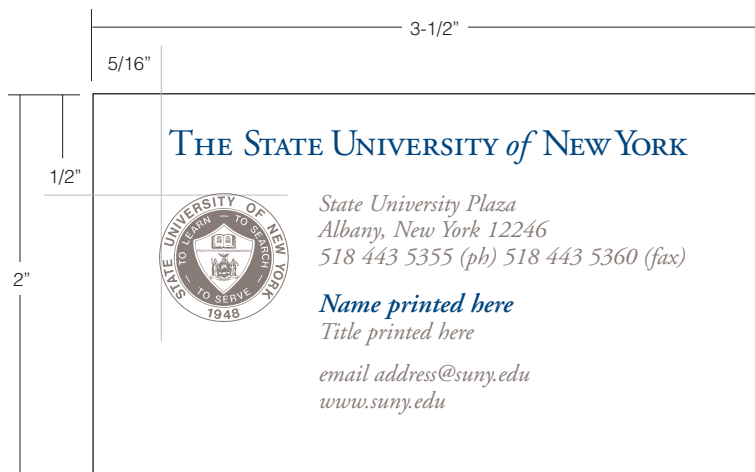 3-1/2”
5/16”
THE STATE UNIVERSITY of NEW YORK
1/2”
STATE UNIVERSITY OF NEW YORK
TO LEARN – TO SEARCH – TO SERVE –
1948
State University Plaza
Albany, New York 12246
518 443 5355 (ph) 518 443 5360 (fax)
2”
Name printed here
Title printed here
email address@suny.edu
www.suny.edu